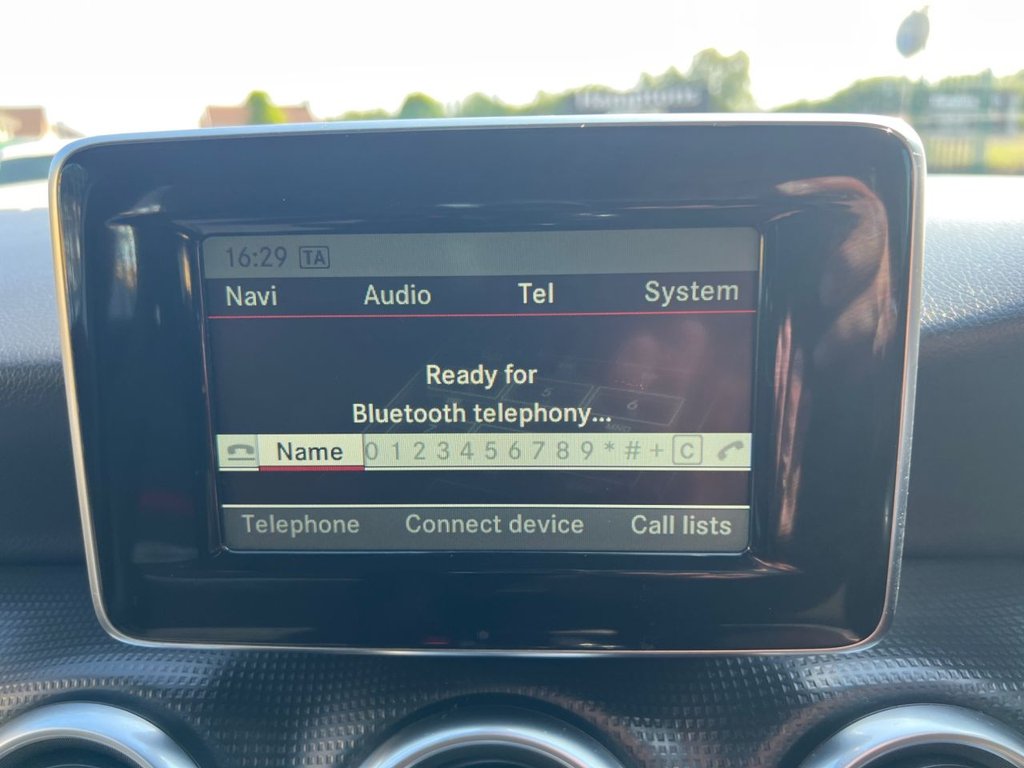 16:29 TA
Navi Audio Tel System
Ready for
Bluetooth telephony...
Name 0 1 2 3 4 5 6 7 8 9 * # + C
Telephone Connect device Call lists